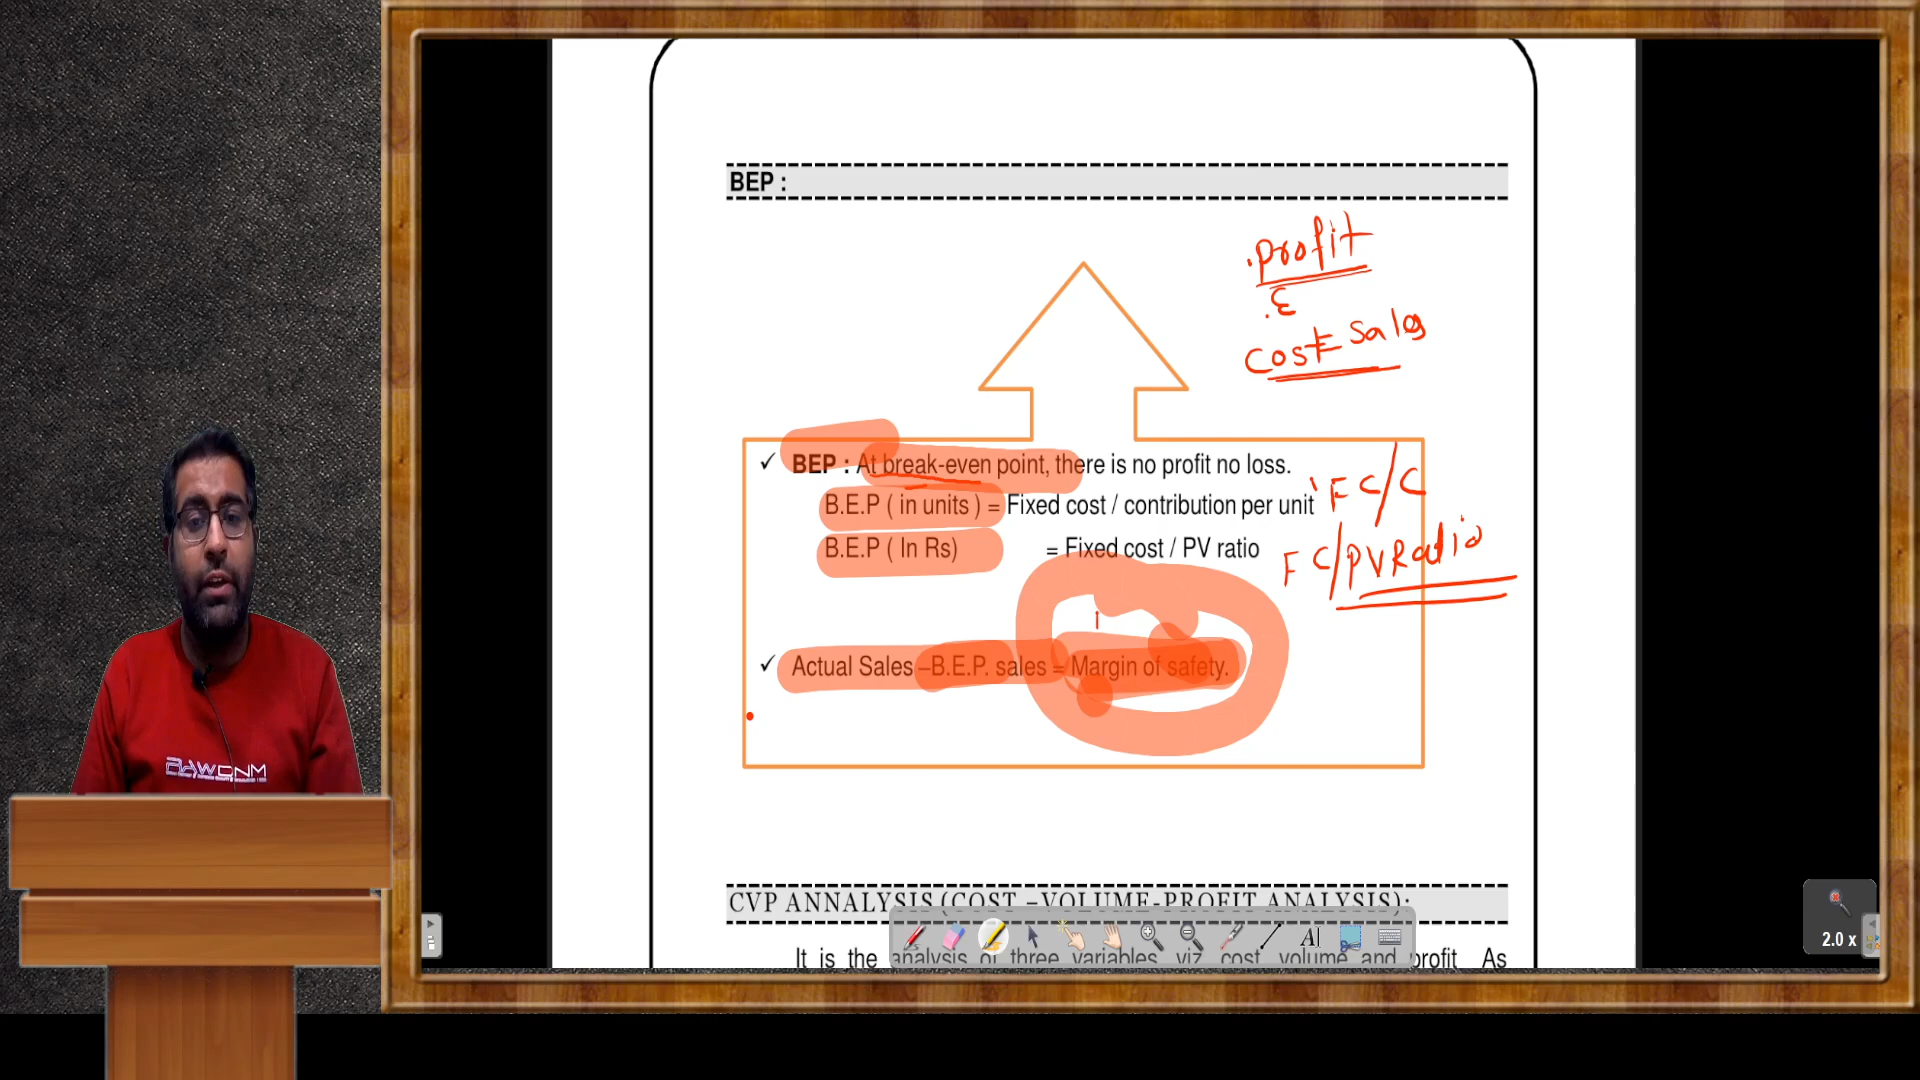 BEP :
.profit
.ε
cost= sales
✓ BEP : At break-even point, there is no profit no loss.
B.E.P ( in units ) = Fixed cost / contribution per unit
FC/C
B.E.P ( In Rs) = Fixed cost / PV ratio
FC/PVRatio
✓ Actual Sales –B.E.P. sales = Margin of safety.
RAWDNM
CVP ANNALYSIS (COST –VOLUME-PROFIT ANALYSIS):
It is the analysis of three variables viz cost volume and profit As
A
2.0 x